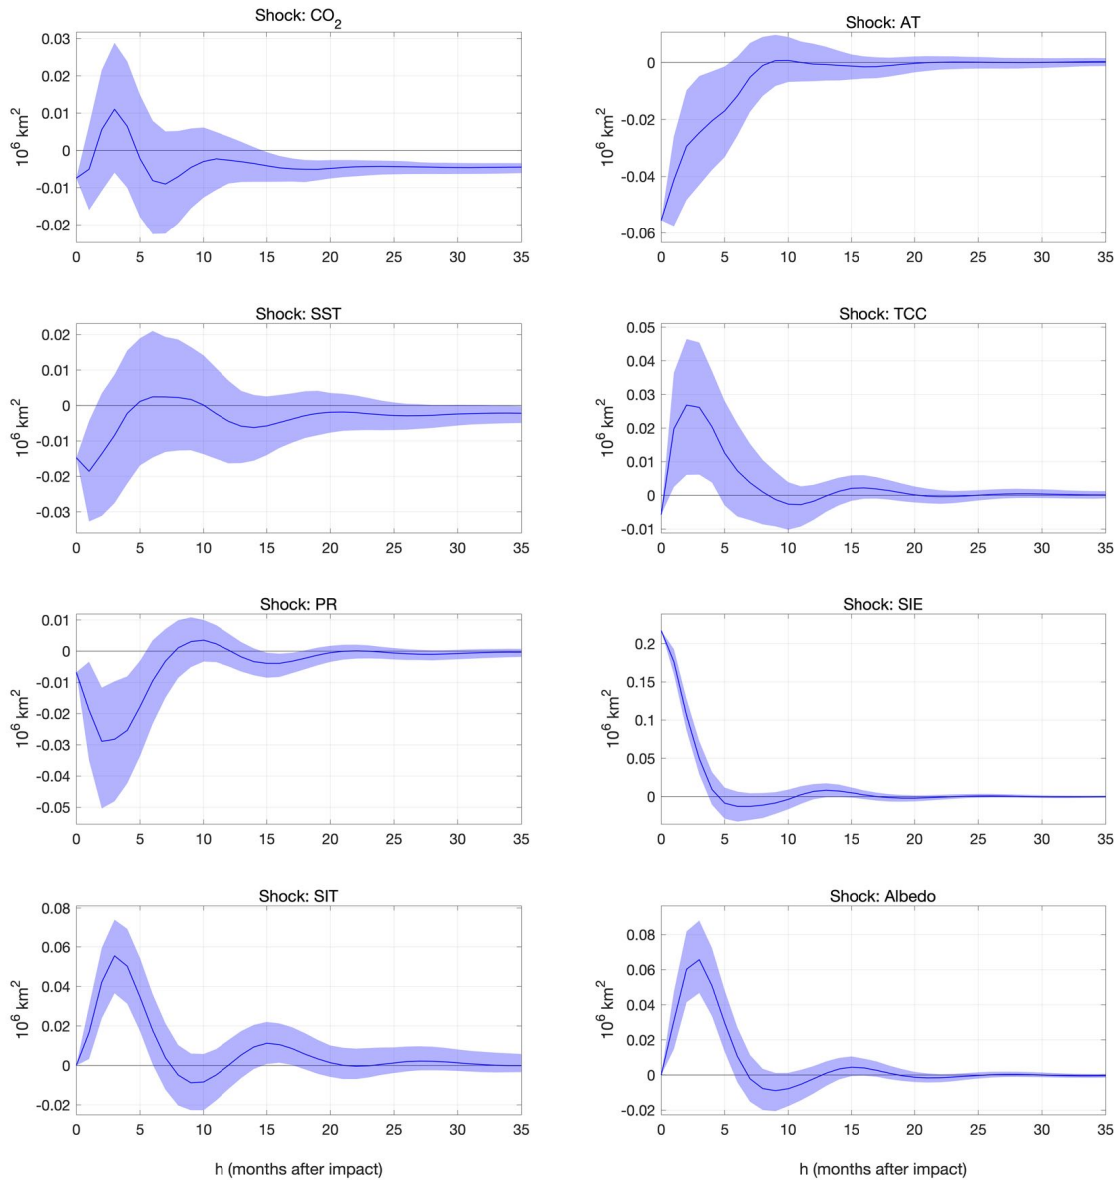 Shock: CO2
10^6 km^2
0.03
0.02
0.01
0
-0.01
-0.02
0 5 10 15 20 25 30 35
Shock: AT
10^6 km^2
0
-0.02
-0.04
-0.06
0 5 10 15 20 25 30 35
Shock: SST
10^6 km^2
0.02
0.01
0
-0.01
-0.02
-0.03
0 5 10 15 20 25 30 35
Shock: TCC
10^6 km^2
0.05
0.04
0.03
0.02
0.01
0
-0.01
0 5 10 15 20 25 30 35
Shock: PR
10^6 km^2
0.01
0
-0.01
-0.02
-0.03
-0.04
-0.05
0 5 10 15 20 25 30 35
Shock: SIE
10^6 km^2
0.2
0.15
0.1
0.05
0
0 5 10 15 20 25 30 35
Shock: SIT
10^6 km^2
0.08
0.06
0.04
0.02
0
-0.02
0 5 10 15 20 25 30 35
h (months after impact)
Shock: Albedo
10^6 km^2
0.08
0.06
0.04
0.02
0
-0.02
0 5 10 15 20 25 30 35
h (months after impact)